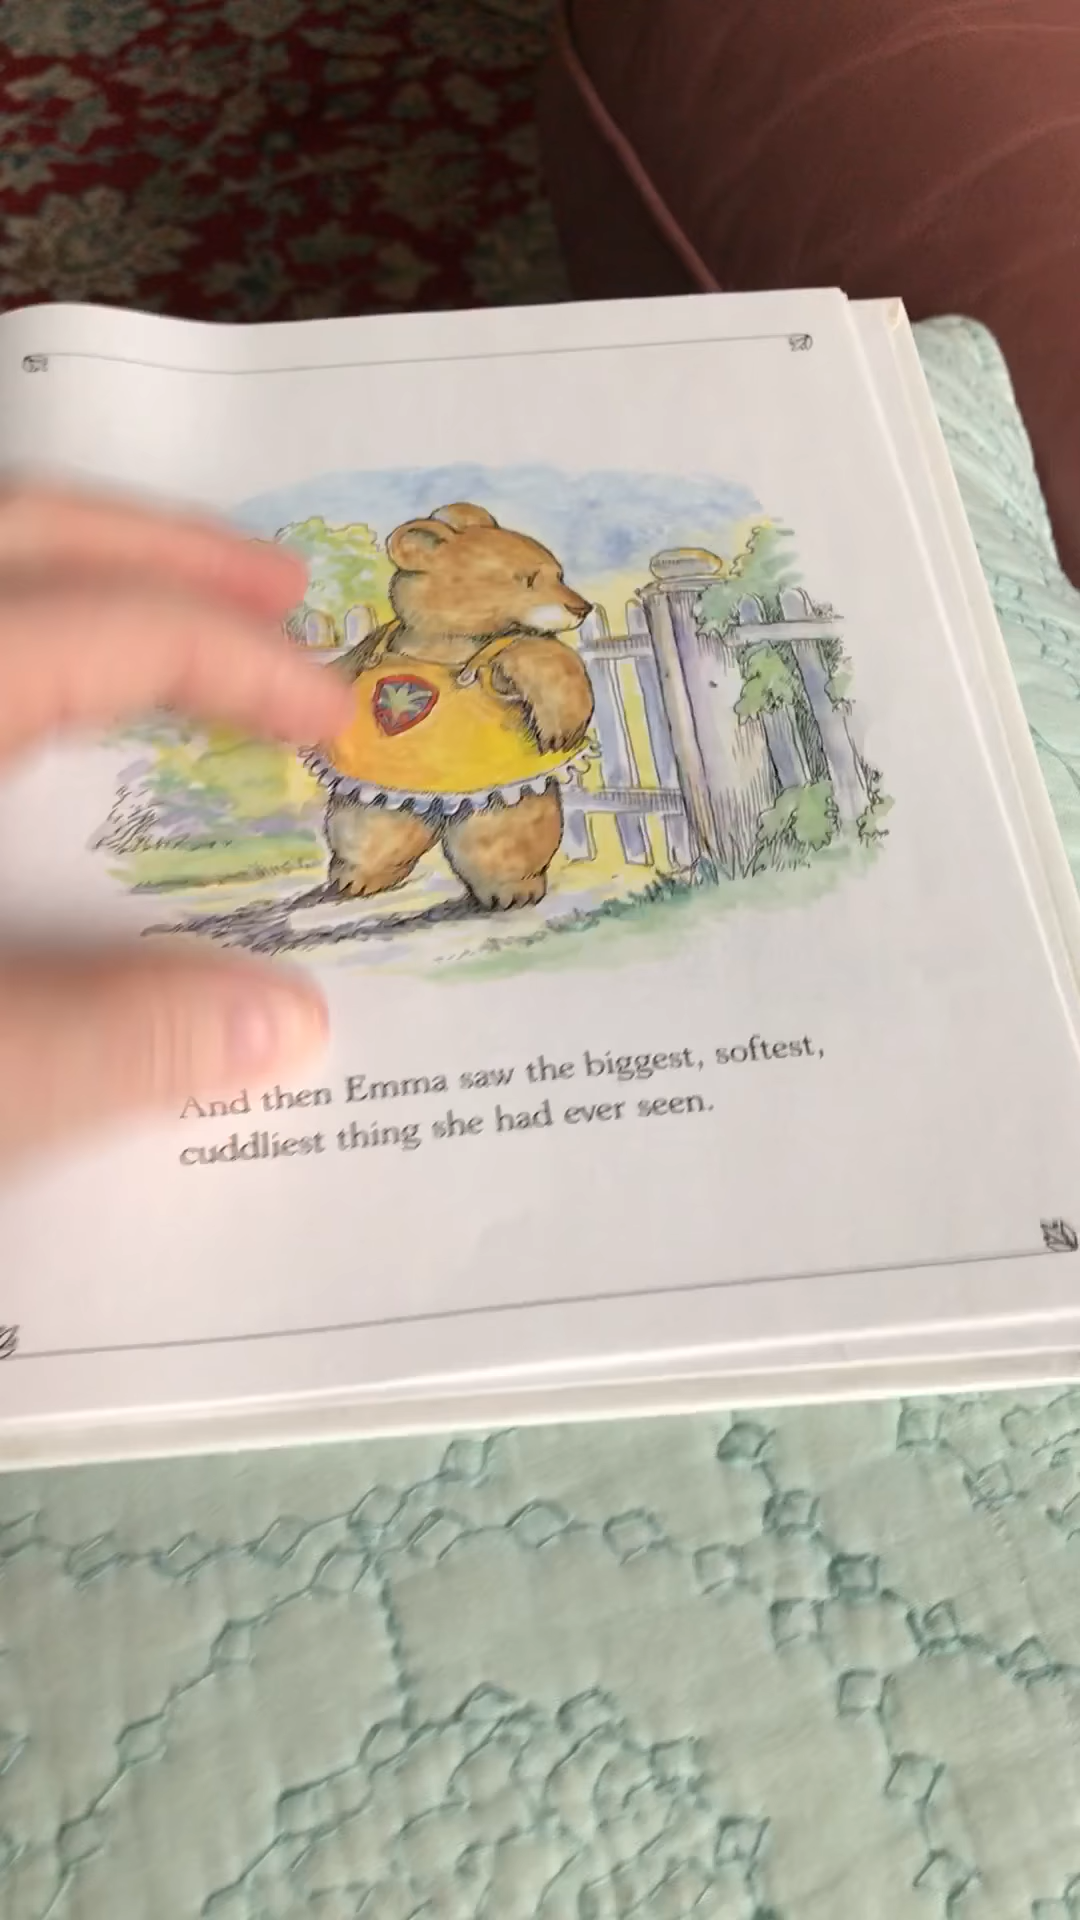 And then Emma saw the biggest, softest,
cuddliest thing she had ever seen.